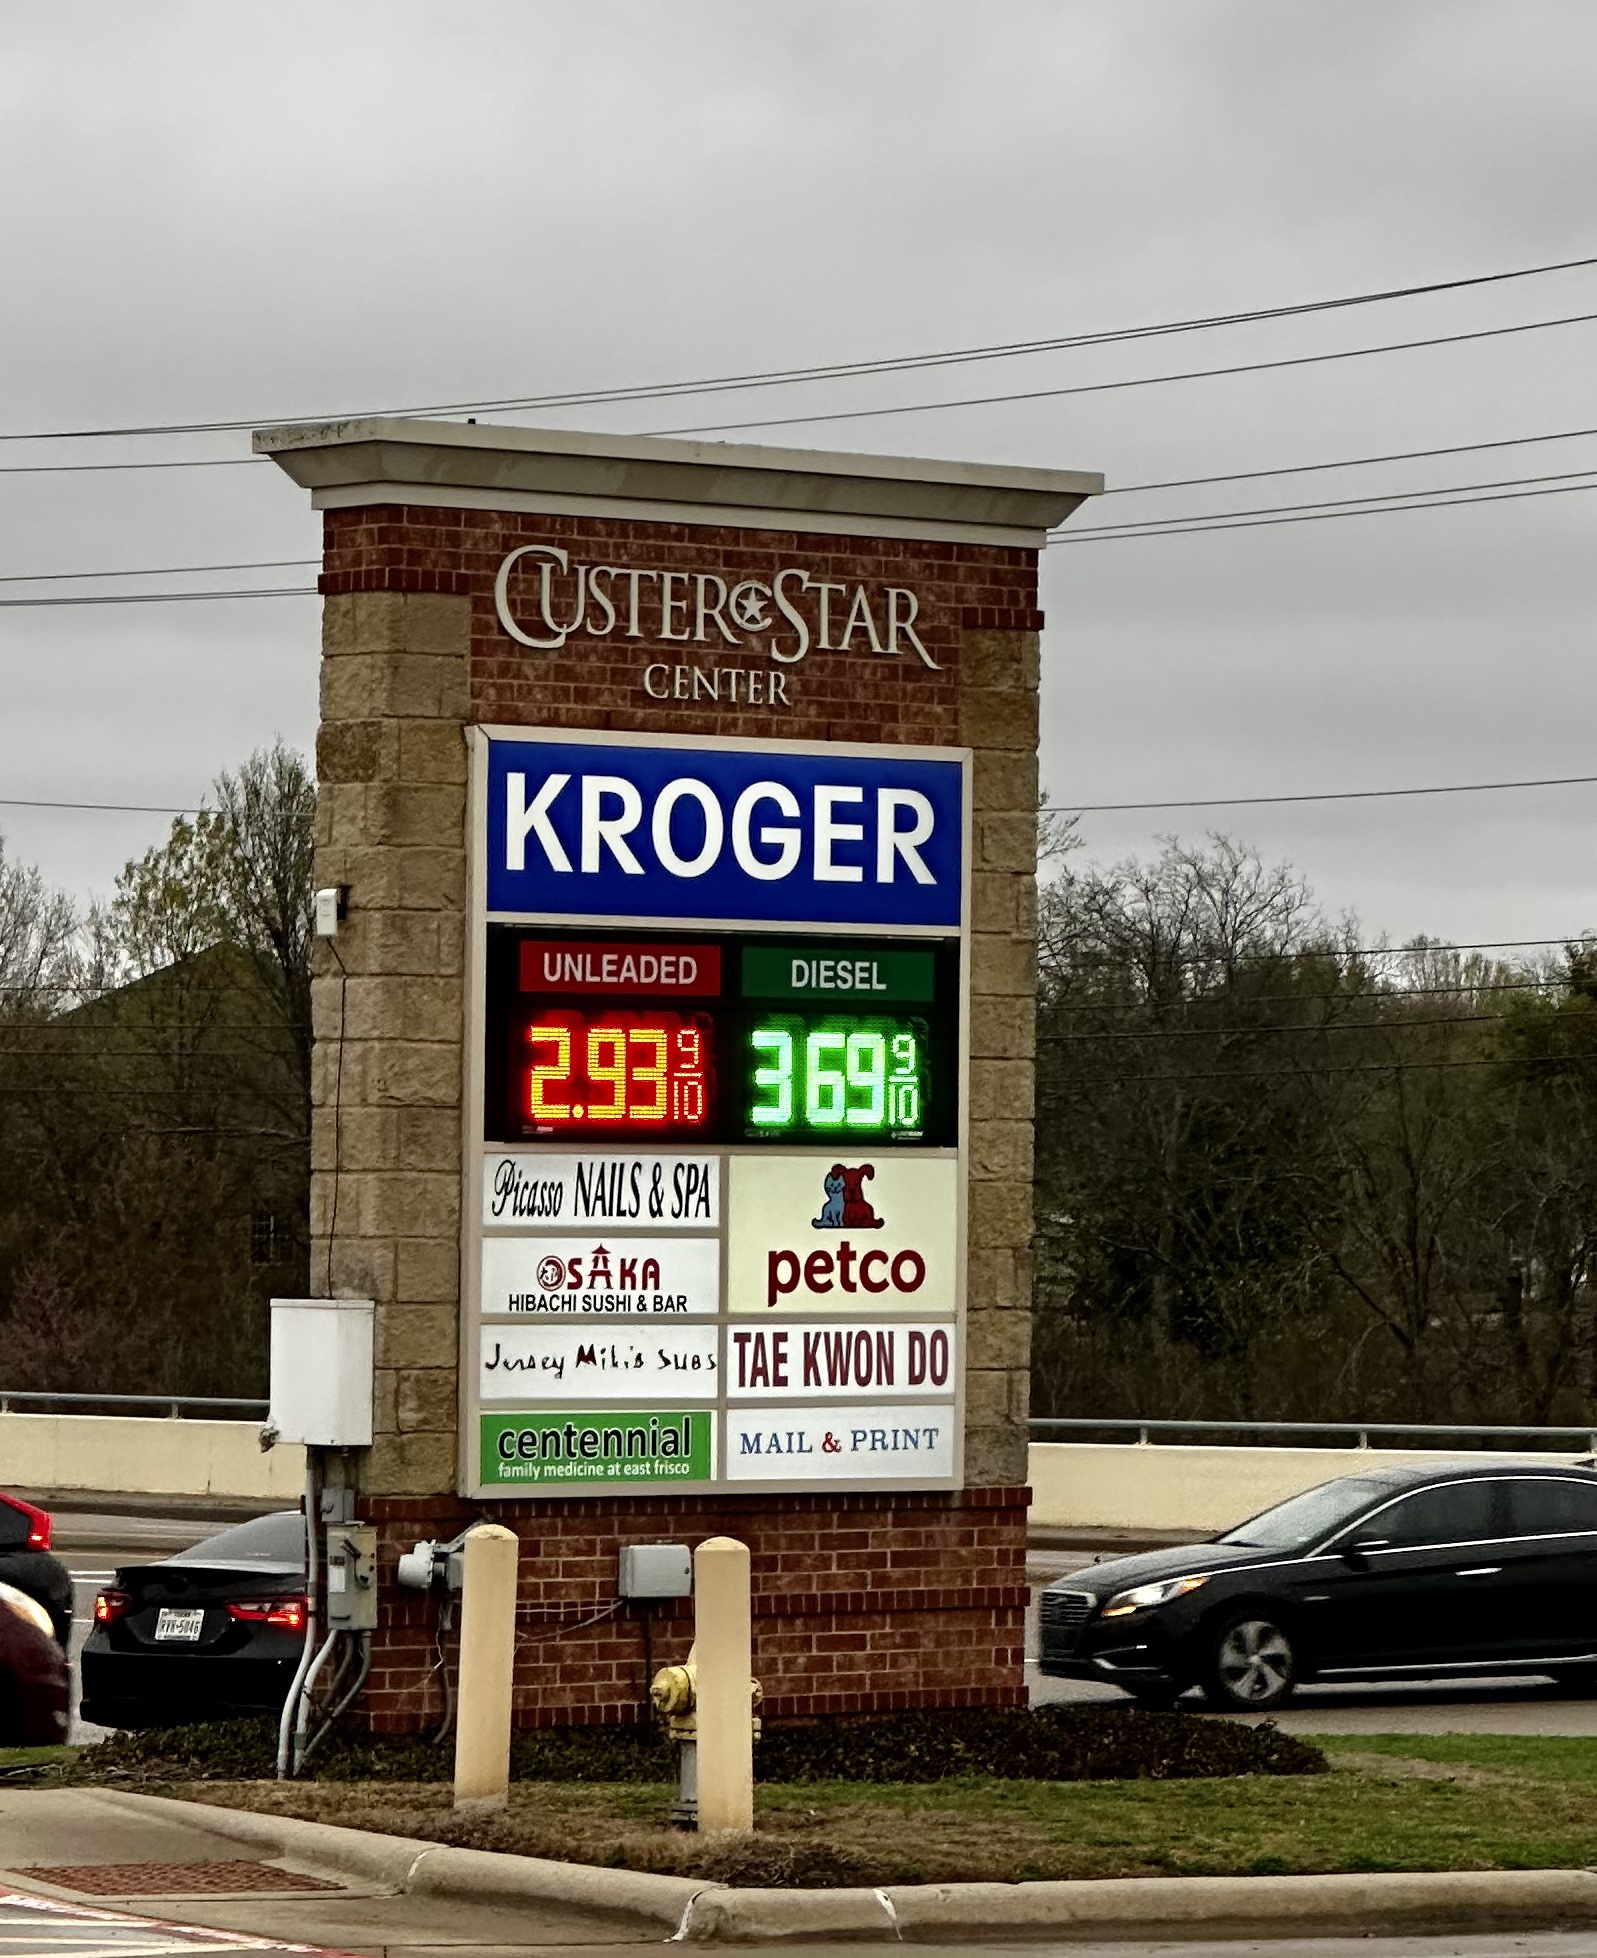 CUSTER STAR
CENTER
KROGER
UNLEADED
DIESEL
2.93 9/10
3 69 9/10
Picasso NAILS & SPA
petco
OSAKA
HIBACHI SUSHI & BAR
Jersey Mike's Subs
TAE KWON DO
centennial
family medicine at east frisco
MAIL & PRINT